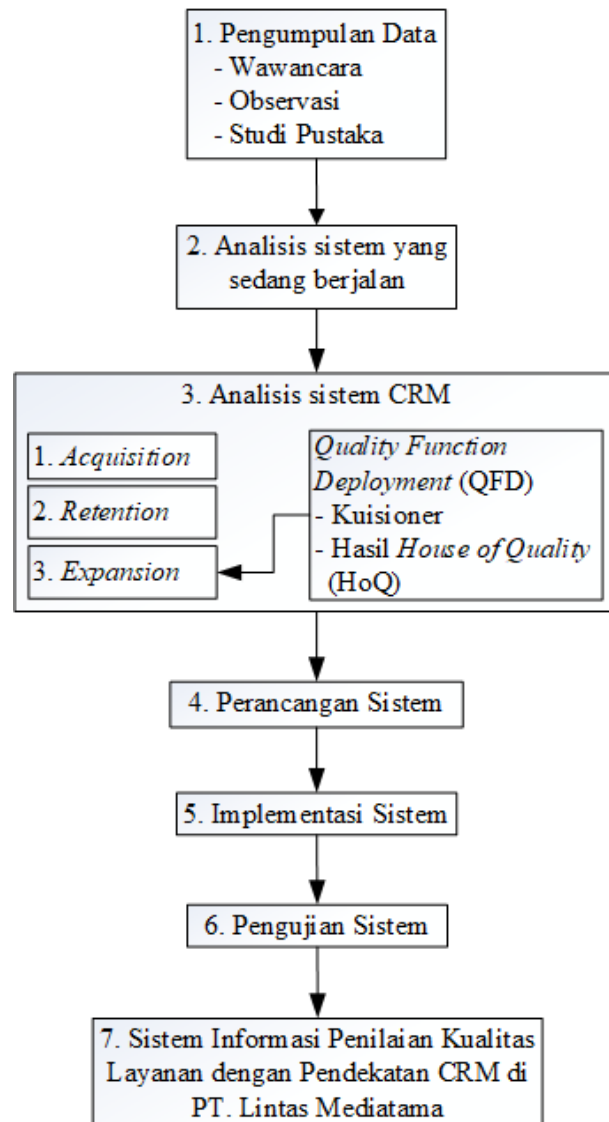 1. Pengumpulan Data
- Wawancara
- Observasi
- Studi Pustaka
2. Analisis sistem yang
sedang berjalan
3. Analisis sistem CRM
1. Acquisition
2. Retention
3. Expansion
Quality Function
Deployment (QFD)
- Kuisioner
- Hasil House of Quality
(HoQ)
4. Perancangan Sistem
5. Implementasi Sistem
6. Pengujian Sistem
7. Sistem Informasi Penilaian Kualitas
Layanan dengan Pendekatan CRM di
PT. Lintas Mediatama